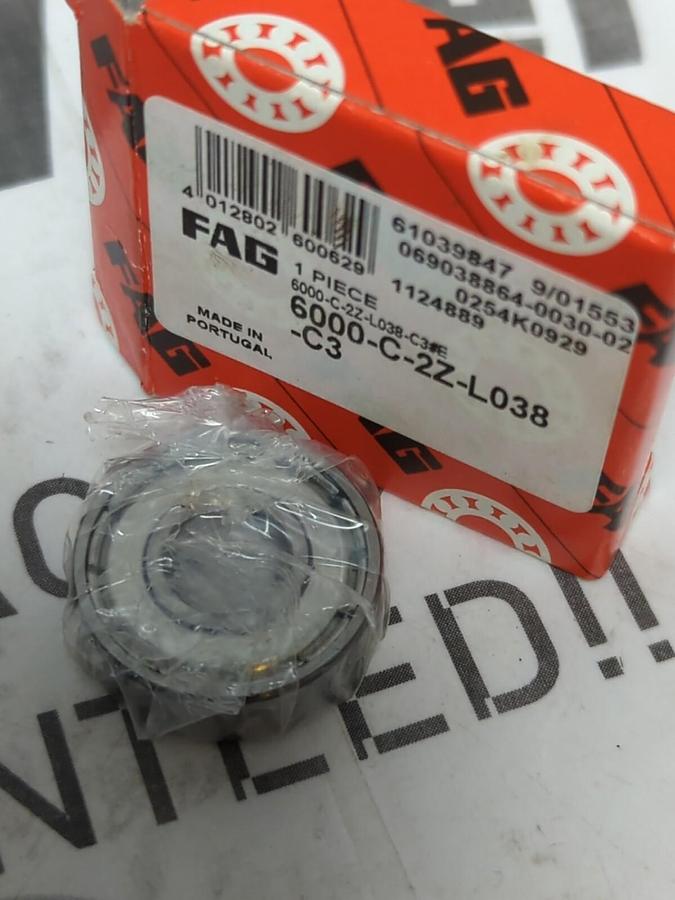 FAG
FAG
4 012802 600629
61039847 9/01553
069038864-0030-02
1124889 0254K0929
FAG
1 PIECE
6000-C-2Z-L038-C3#E
6000-C-2Z-L038
-C3
MADE IN
PORTUGAL
FAG
FAG
NTEED!!